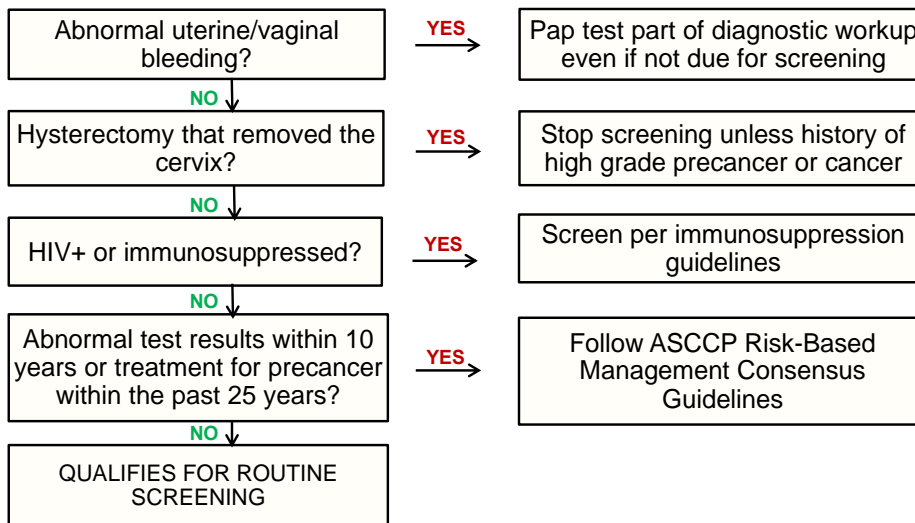 Abnormal uterine/vaginal
bleeding?
YES
Pap test part of diagnostic workup
even if not due for screening
NO
Hysterectomy that removed the
cervix?
YES
Stop screening unless history of
high grade precancer or cancer
NO
HIV+ or immunosuppressed?
YES
Screen per immunosuppression
guidelines
NO
Abnormal test results within 10
years or treatment for precancer
within the past 25 years?
YES
Follow ASCCP Risk-Based
Management Consensus
Guidelines
NO
QUALIFIES FOR ROUTINE
SCREENING